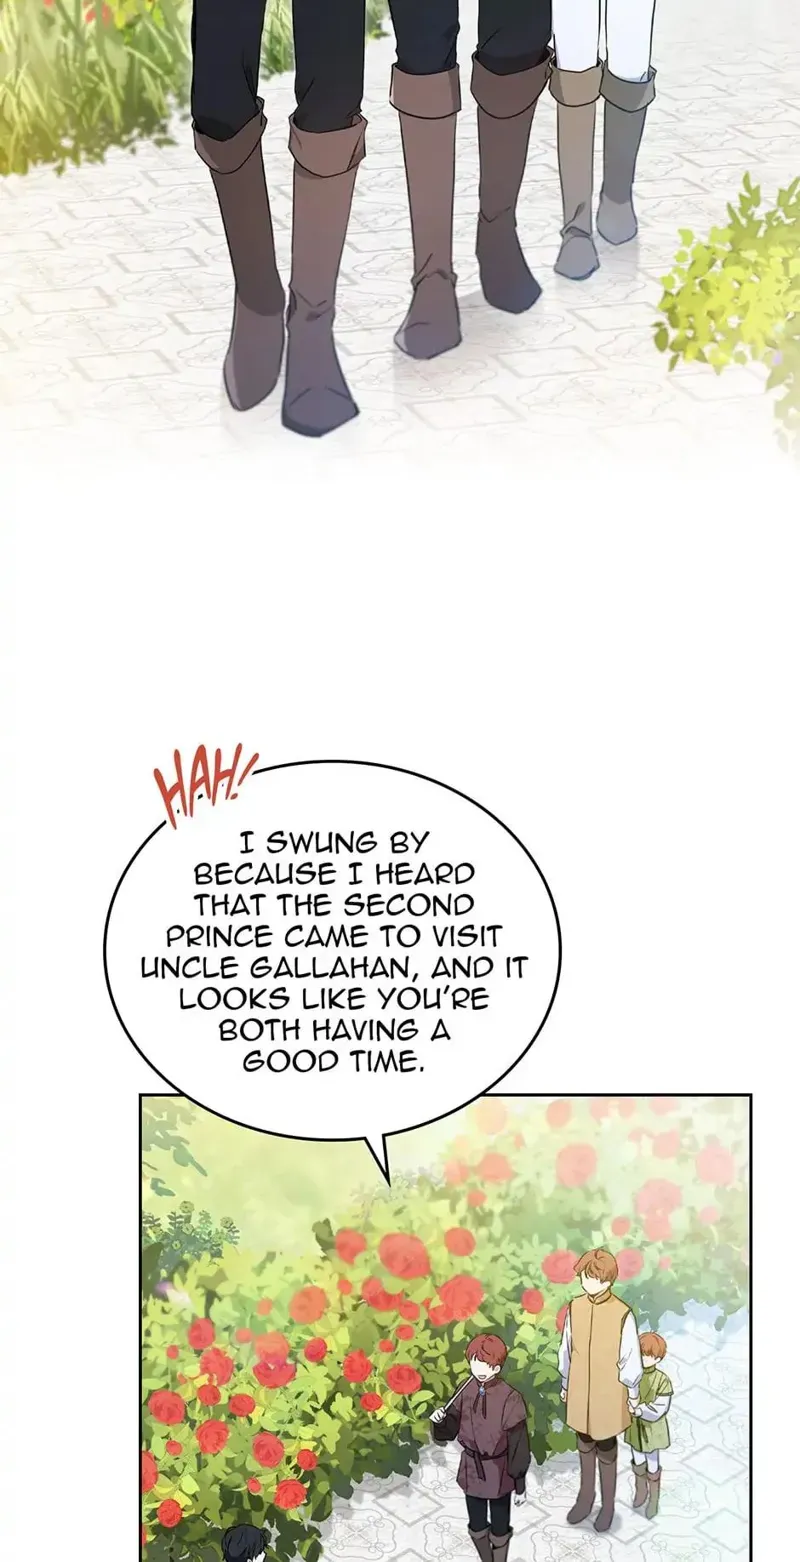 HAH!
I SWUNG BY
BECAUSE I HEARD
THAT THE SECOND
PRINCE CAME TO VISIT
UNCLE GALLAHAN, AND IT
LOOKS LIKE YOU'RE
BOTH HAVING A
GOOD TIME.